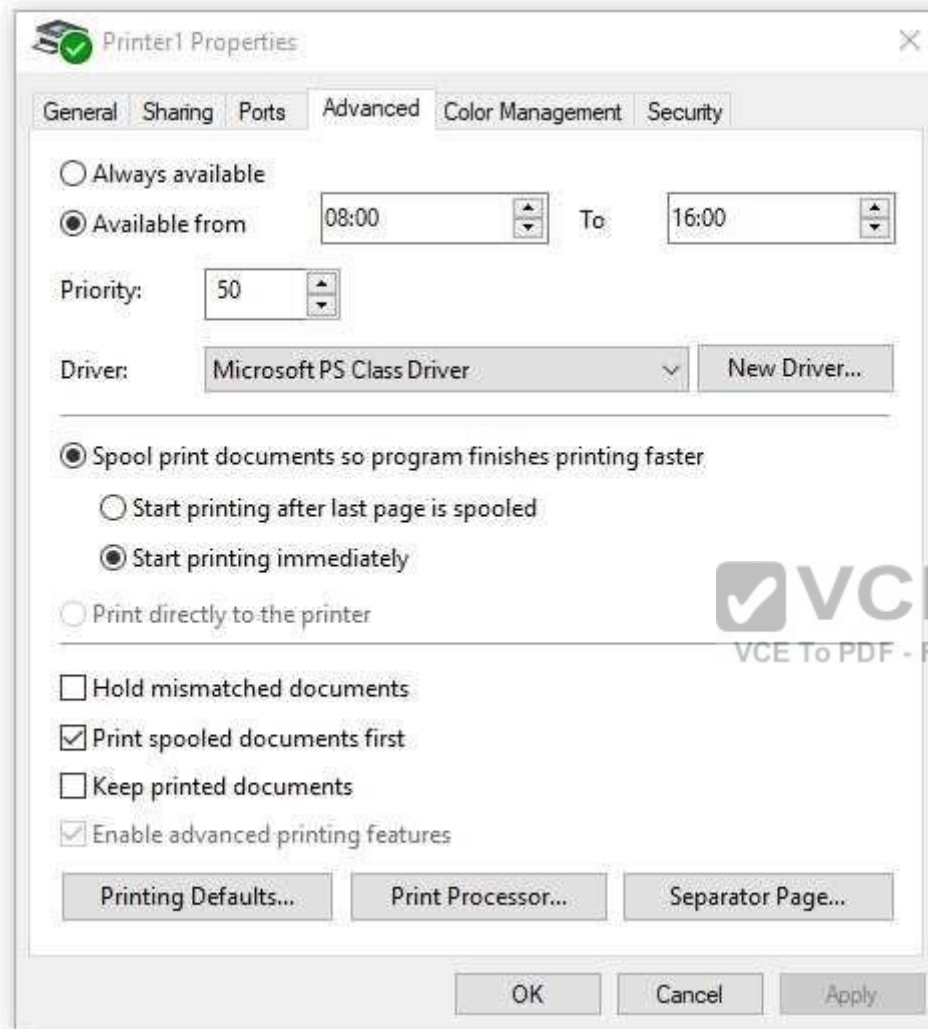 Printer1 Properties
General Sharing Ports Advanced Color Management Security
Always available
Available from 08:00 To 16:00
Priority: 50
Driver: Microsoft PS Class Driver New Driver...
Spool print documents so program finishes printing faster
Start printing after last page is spooled
Start printing immediately
Print directly to the printer
VCE
VCE To PDF -
Hold mismatched documents
Print spooled documents first
Keep printed documents
Enable advanced printing features
Printing Defaults... Print Processor... Separator Page...
OK Cancel Apply